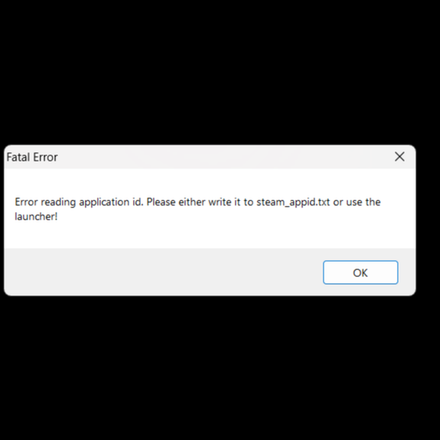 Fatal Error
Error reading application id. Please either write it to steam_appid.txt or use the
launcher!
OK